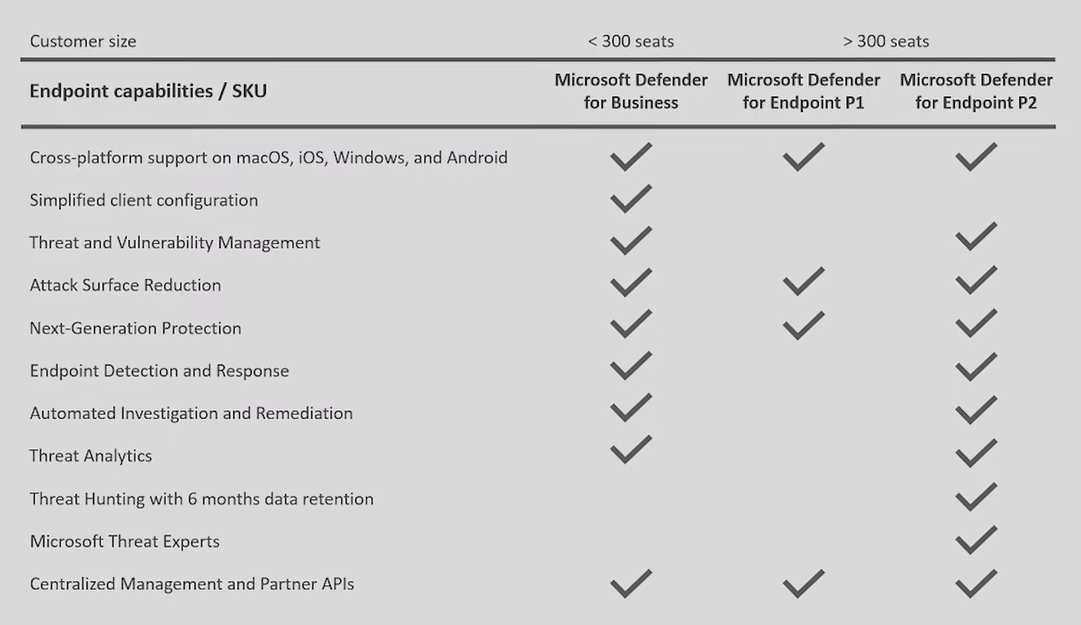 Customer size < 300 seats > 300 seats
Endpoint capabilities / SKU
Microsoft Defender for Business
Microsoft Defender for Endpoint P1
Microsoft Defender for Endpoint P2
Cross-platform support on macOS, iOS, Windows, and Android
Simplified client configuration
Threat and Vulnerability Management
Attack Surface Reduction
Next-Generation Protection
Endpoint Detection and Response
Automated Investigation and Remediation
Threat Analytics
Threat Hunting with 6 months data retention
Microsoft Threat Experts
Centralized Management and Partner APIs